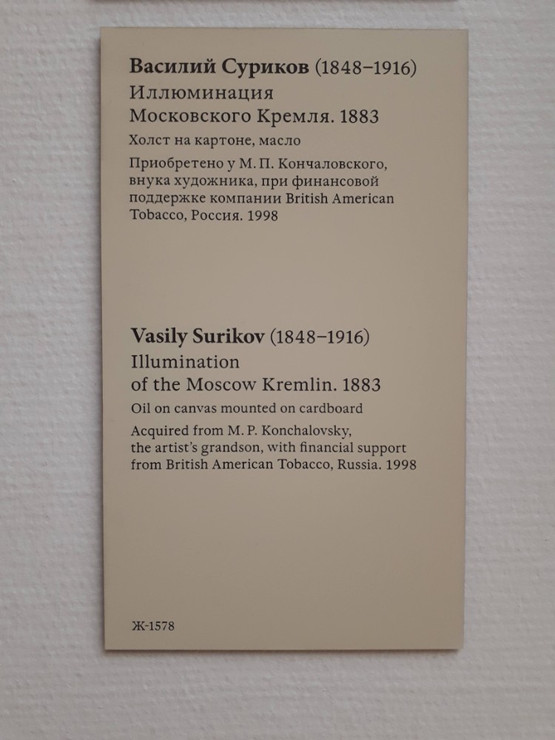 Василий Суриков (1848–1916)
Иллюминация
Московского Кремля. 1883
Холст на картоне, масло
Приобретено у М. П. Кончаловского,
внука художника, при финансовой
поддержке компании British American
Tobacco, Россия. 1998
Vasily Surikov (1848–1916)
Illumination
of the Moscow Kremlin. 1883
Oil on canvas mounted on cardboard
Acquired from M. P. Konchalovsky,
the artist's grandson, with financial support
from British American Tobacco, Russia. 1998
Ж-1578